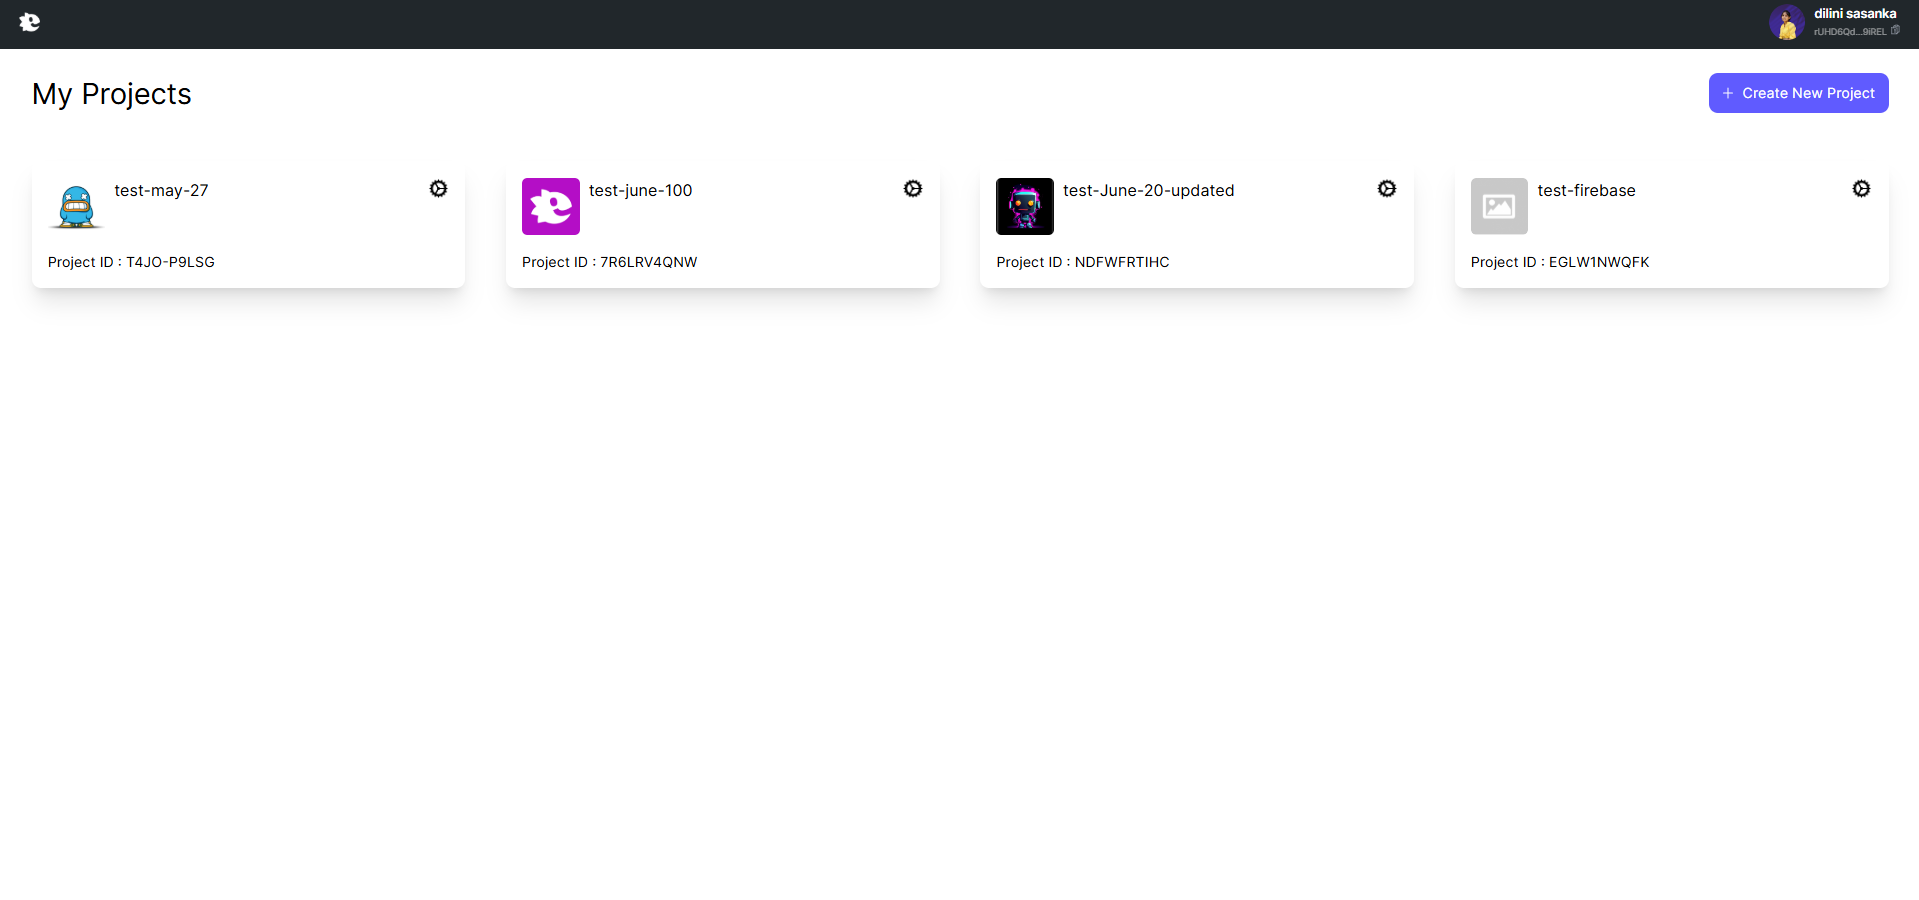 dilini sasanka
rUHD6Qd...9iREL
My Projects
Create New Project
test-may-27
Project ID : T4JO-P9LSG
test-june-100
Project ID : 7R6LRV4QNW
test-June-20-updated
Project ID : NDFWFRTIHC
test-firebase
Project ID : EGLW1NWQFK